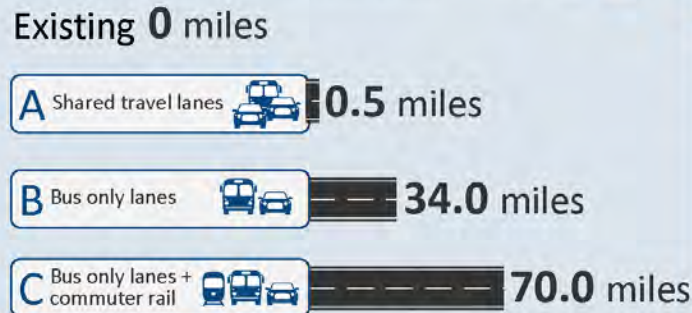 Existing 0 miles
A Shared travel lanes 0.5 miles
B Bus only lanes 34.0 miles
C Bus only lanes +
commuter rail 70.0 miles